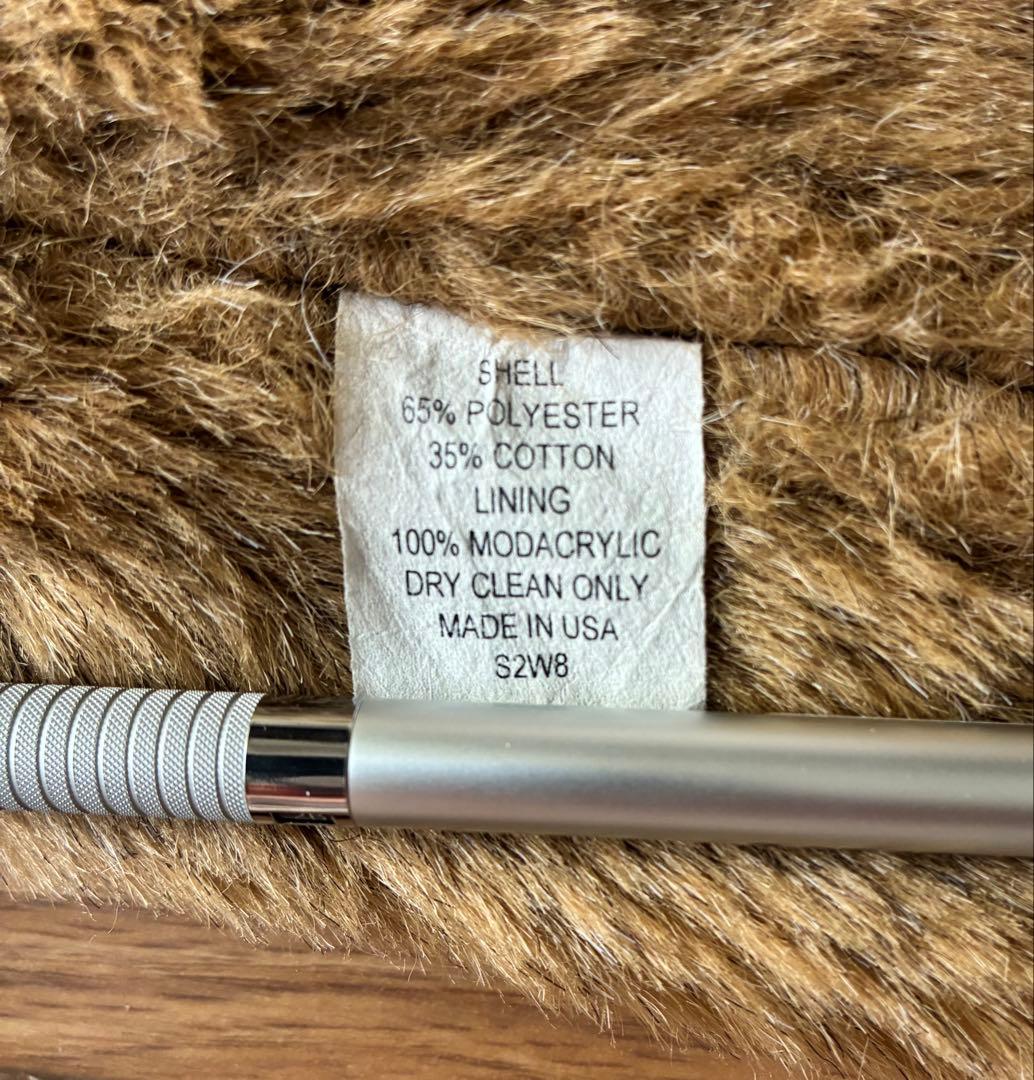 SHELL
65% POLYESTER
35% COTTON
LINING
100% MODACRYLIC
DRY CLEAN ONLY
MADE IN USA
S2W8